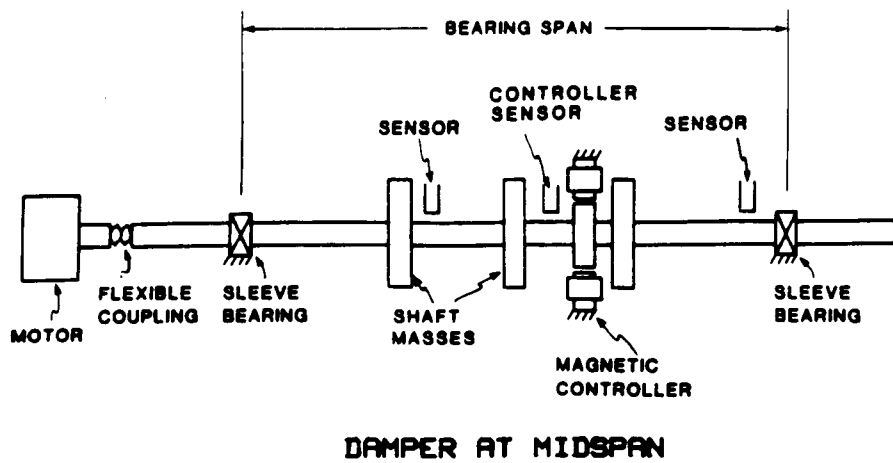 BEARING SPAN
CONTROLLER
SENSOR
SENSOR
SENSOR
MOTOR
FLEXIBLE
COUPLING
SLEEVE
BEARING
SHAFT
MASSES
MAGNETIC
CONTROLLER
SLEEVE
BEARING
DAMPER AT MIDSPAN